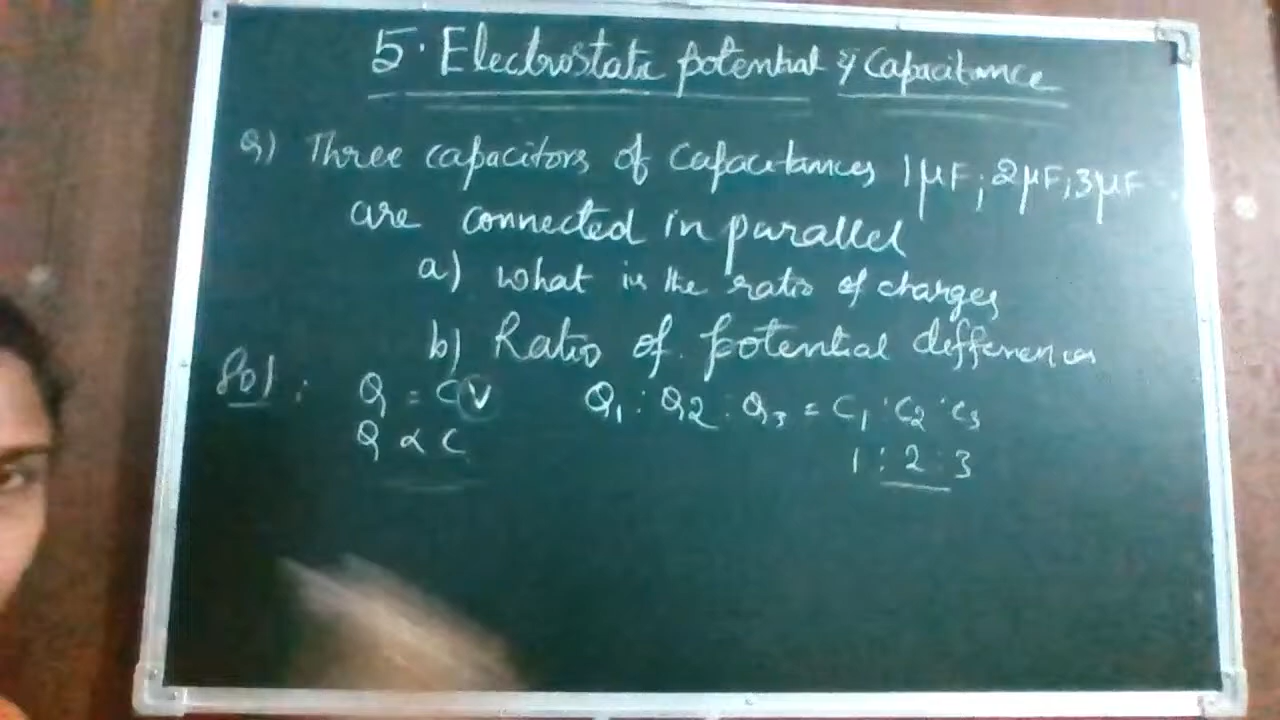 5. Electrostatic potential & Capacitance
Q) Three capacitors of capacitances 1μF, 2μF, 3μF
are connected in parallel
a) what is the ratio of charges
b) Ratio of potential differences
Sol:
Q = CV Q₁ : Q₂ : Q₃ = C₁ : C₂ : C₃
Q ∝ C 1 : 2 : 3